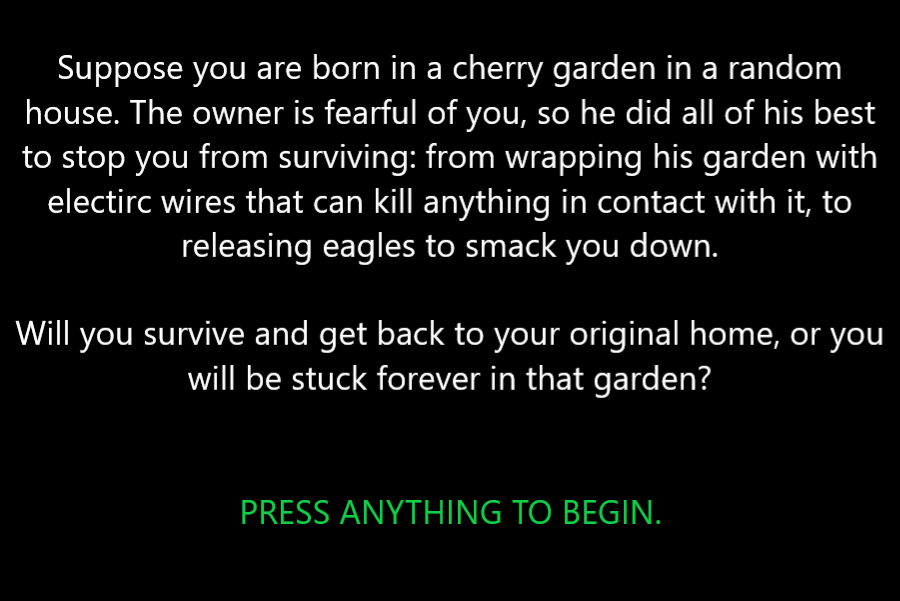 Suppose you are born in a cherry garden in a random
house. The owner is fearful of you, so he did all of his best
to stop you from surviving: from wrapping his garden with
electirc wires that can kill anything in contact with it, to
releasing eagles to smack you down.
Will you survive and get back to your original home, or you
will be stuck forever in that garden?
PRESS ANYTHING TO BEGIN.